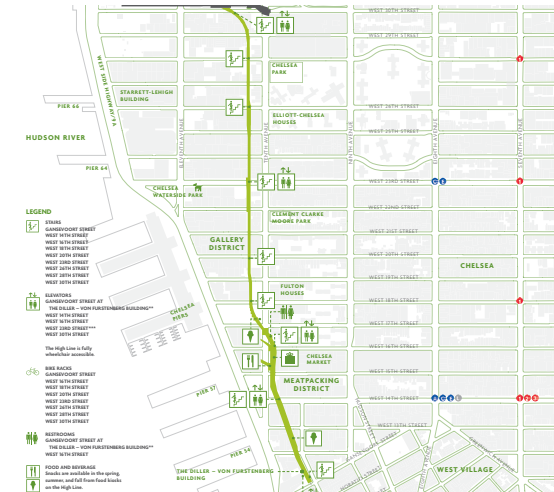 WEST 30TH STREET
WEST 29TH STREET
WEST SIDE HIGHWAY/9A
CHELSEA
PARK
STARRETT-LEHIGH
BUILDING
PIER 66
WEST 26TH STREET
ELLIOTT-CHELSEA
HOUSES
HUDSON RIVER
WEST 25TH STREET
ELEVENTH AVENUE
TENTH AVENUE
NINTH AVENUE
EIGHTH AVENUE
SEVENTH AVENUE
PIER 64
WEST 23RD STREET
CHELSEA
WATERSIDE PARK
WEST 22ND STREET
CLEMENT CLARKE
MOORE PARK
WEST 21ST STREET
GALLERY
DISTRICT
WEST 20TH STREET
CHELSEA
WEST 19TH STREET
FULTON
HOUSES
WEST 18TH STREET
CHELSEA
PIERS
WEST 17TH STREET
WEST 16TH STREET
CHELSEA
MARKET
WEST 15TH STREET
MEATPACKING
DISTRICT
PIER 57
WEST 14TH STREET
WEST 13TH STREET
PIER 54
THE DILLER – VON FURSTENBERG
BUILDING
WEST VILLAGE
LEGEND
STAIRS
GANSEVOORT STREET
WEST 14TH STREET
WEST 16TH STREET
WEST 18TH STREET
WEST 20TH STREET
WEST 23RD STREET
WEST 26TH STREET
WEST 28TH STREET
WEST 30TH STREET
ELEVATORS
GANSEVOORT STREET AT
THE DILLER – VON FURSTENBERG BUILDING**
WEST 14TH STREET
WEST 16TH STREET
WEST 23RD STREET***
WEST 30TH STREET
The High Line is fully
wheelchair accessible.
BIKE RACKS
GANSEVOORT STREET
WEST 16TH STREET
WEST 18TH STREET
WEST 20TH STREET
WEST 23RD STREET
WEST 26TH STREET
WEST 28TH STREET
WEST 30TH STREET
RESTROOMS
GANSEVOORT STREET AT
THE DILLER – VON FURSTENBERG BUILDING**
WEST 16TH STREET
FOOD AND BEVERAGE
Snacks are available in the spring,
summer, and fall from food kiosks
on the High Line.